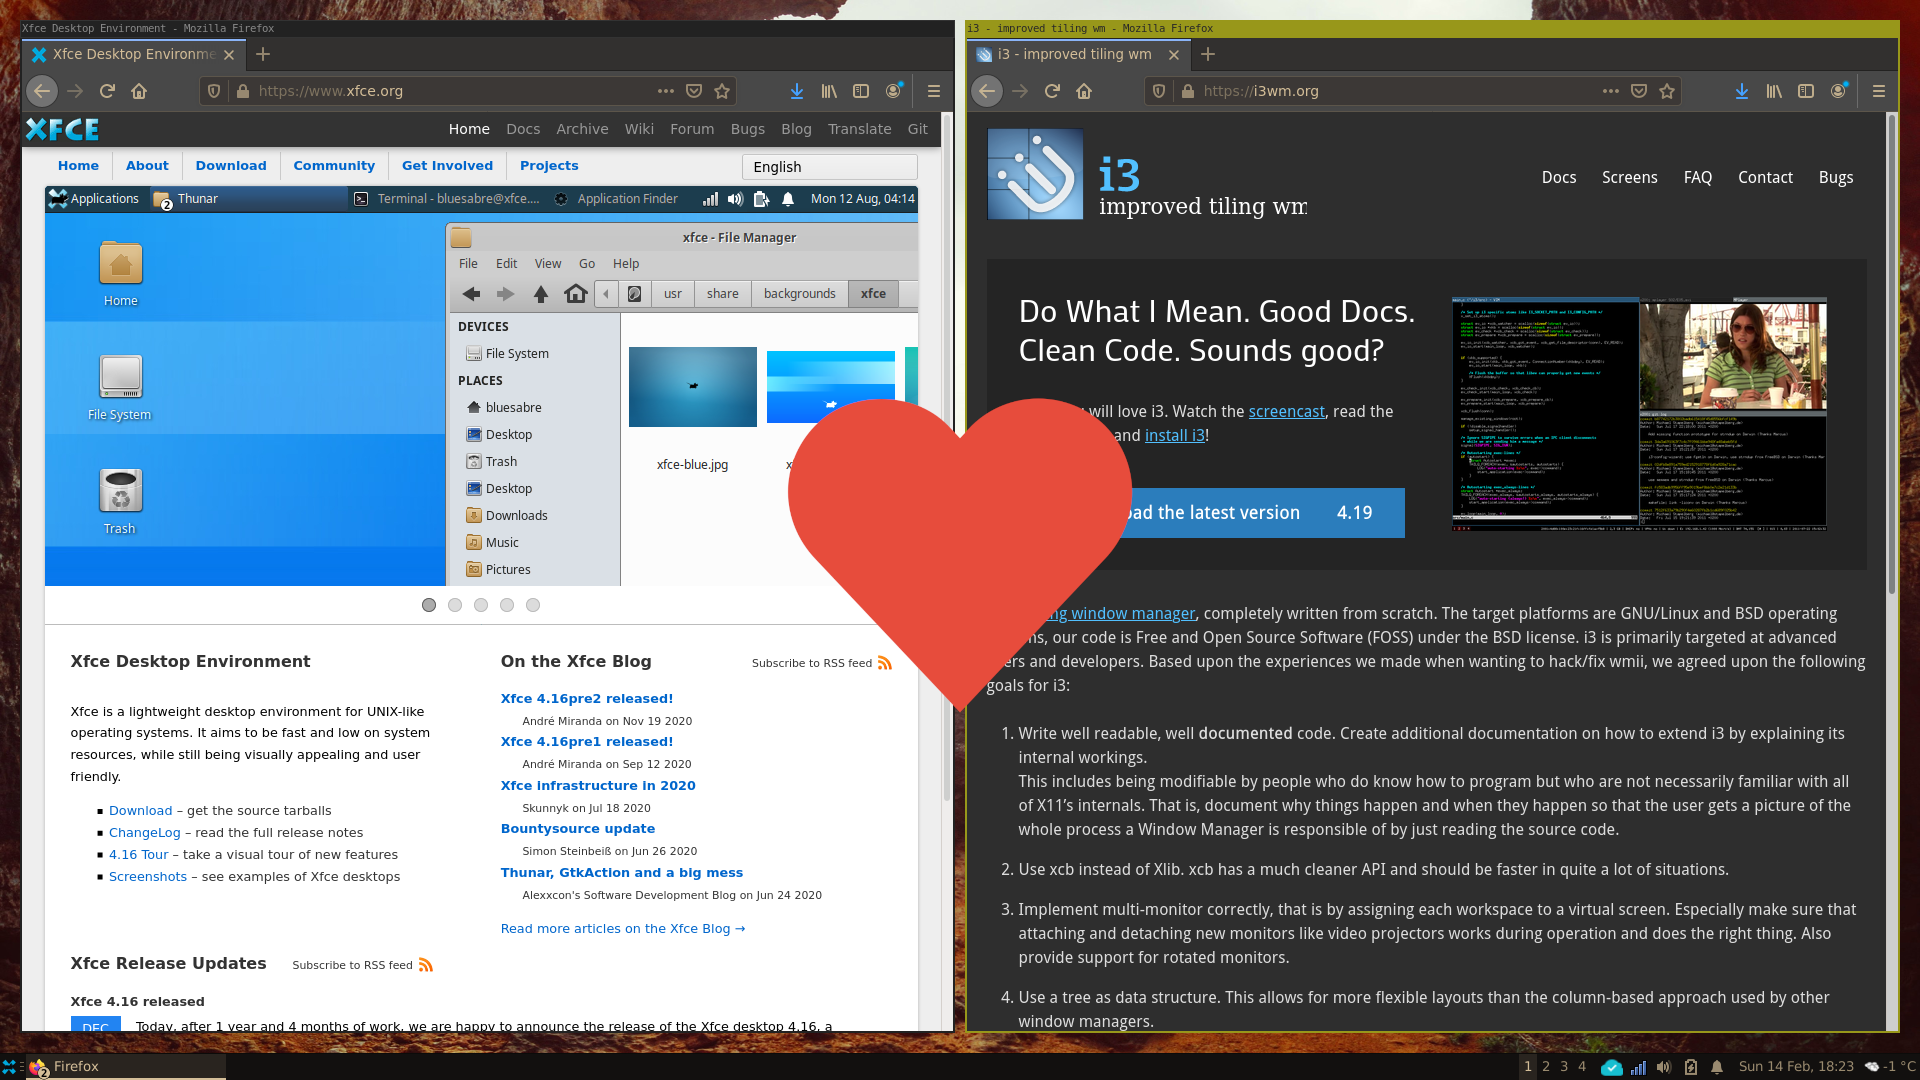 Xfce Desktop Environment - Mozilla Firefox
Xfce Desktop Environme
https://www.xfce.org
XFCE
Home Docs Archive Wiki Forum Bugs Blog Translate Git
Home About Download Community Get Involved Projects
English
Applications 2 Thunar Terminal - bluesabre@xfce.... Application Finder Mon 12 Aug, 04:14
xfce - File Manager
File Edit View Go Help
usr share backgrounds xfce
Home
File System
Trash
DEVICES
File System
PLACES
bluesabre
Desktop
Trash
Desktop
Downloads
Music
Pictures
xfce-blue.jpg
Xfce Desktop Environment
Xfce is a lightweight desktop environment for UNIX-like
operating systems. It aims to be fast and low on system
resources, while still being visually appealing and user
friendly.
Download – get the source tarballs
ChangeLog – read the full release notes
4.16 Tour – take a visual tour of new features
Screenshots – see examples of Xfce desktops
On the Xfce Blog Subscribe to RSS feed
Xfce 4.16pre2 released!
André Miranda on Nov 19 2020
Xfce 4.16pre1 released!
André Miranda on Sep 12 2020
Xfce infrastructure in 2020
Skunnyk on Jul 18 2020
Bountysource update
Simon Steinbeiß on Jun 26 2020
Thunar, GtkAction and a big mess
Alexxcon's Software Development Blog on Jun 24 2020
Read more articles on the Xfce Blog →
Xfce Release Updates Subscribe to RSS feed
Xfce 4.16 released
DEC
Today, after 1 year and 4 months of work, we are happy to announce the release of the Xfce desktop 4.16, a
i3 - improved tiling wm - Mozilla Firefox
i3 - improved tiling wm
https://i3wm.org
i3
improved tiling wm
Docs Screens FAQ Contact Bugs
Do What I Mean. Good Docs.
Clean Code. Sounds good?
will love i3. Watch the screencast, read the
and install i3!
the latest version 4.19
window manager, completely written from scratch. The target platforms are GNU/Linux and BSD operating
our code is Free and Open Source Software (FOSS) under the BSD license. i3 is primarily targeted at advanced
and developers. Based upon the experiences we made when wanting to hack/fix wmii, we agreed upon the following
goals for i3:
1. Write well readable, well documented code. Create additional documentation on how to extend i3 by explaining its
internal workings.
This includes being modifiable by people who do know how to program but who are not necessarily familiar with all
of X11’s internals. That is, document why things happen and when they happen so that the user gets a picture of the
whole process a Window Manager is responsible of by just reading the source code.
2. Use xcb instead of Xlib. xcb has a much cleaner API and should be faster in quite a lot of situations.
3. Implement multi-monitor correctly, that is by assigning each workspace to a virtual screen. Especially make sure that
attaching and detaching new monitors like video projectors works during operation and does the right thing. Also
provide support for rotated monitors.
4. Use a tree as data structure. This allows for more flexible layouts than the column-based approach used by other
window managers.
2 Firefox 1 2 3 4 Sun 14 Feb, 18:23 -1 °C